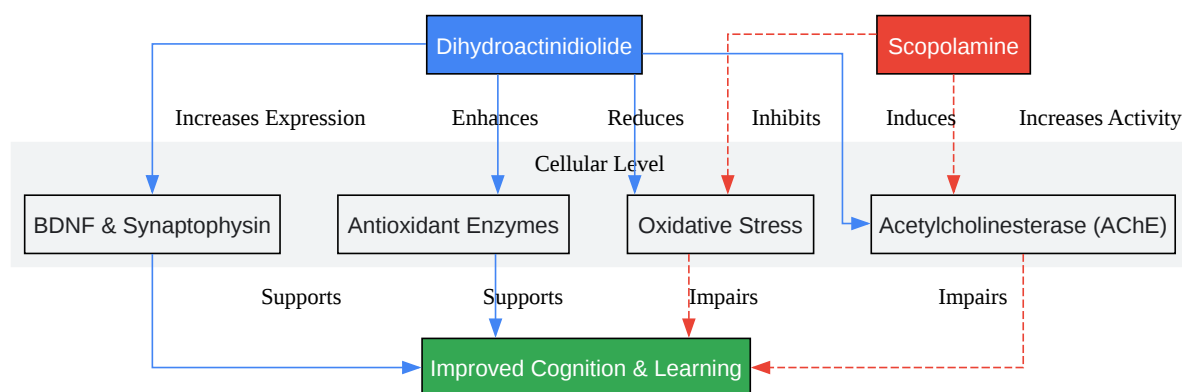 Dihydroactinidiolide
Scopolamine
Increases Expression
Enhances
Reduces
Inhibits
Induces
Increases Activity
Cellular Level
BDNF & Synaptophysin
Antioxidant Enzymes
Oxidative Stress
Acetylcholinesterase (AChE)
Supports
Supports
Impairs
Impairs
Improved Cognition & Learning